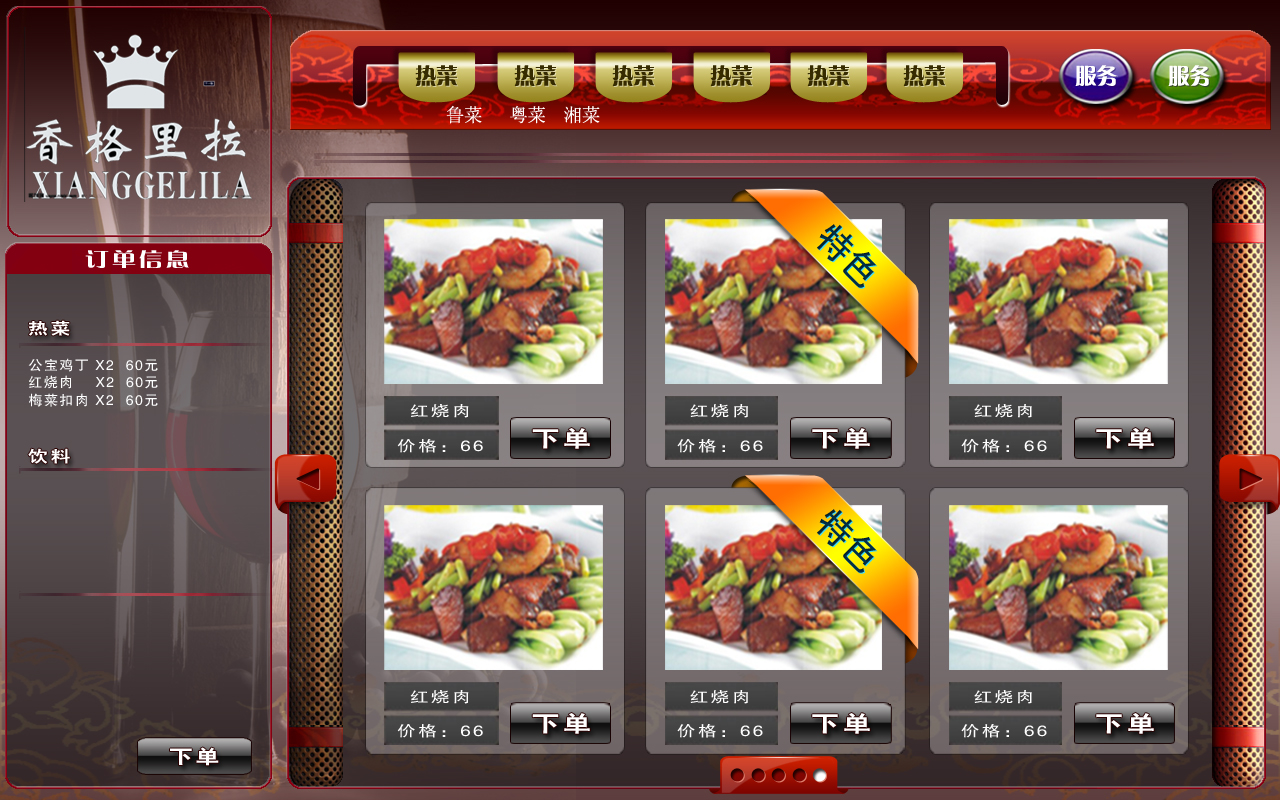 香格里拉
XIANGGELILA
热菜 热菜 热菜 热菜 热菜 热菜
服务 服务
鲁菜 粤菜 湘菜
订单信息
热菜
公宝鸡丁 X2 60元
红烧肉 X2 60元
梅菜扣肉 X2 60元
饮料
下单
特色
红烧肉 红烧肉 红烧肉
价格：66 下单 价格：66 下单 价格：66 下单
特色
红烧肉 红烧肉 红烧肉
价格：66 下单 价格：66 下单 价格：66 下单